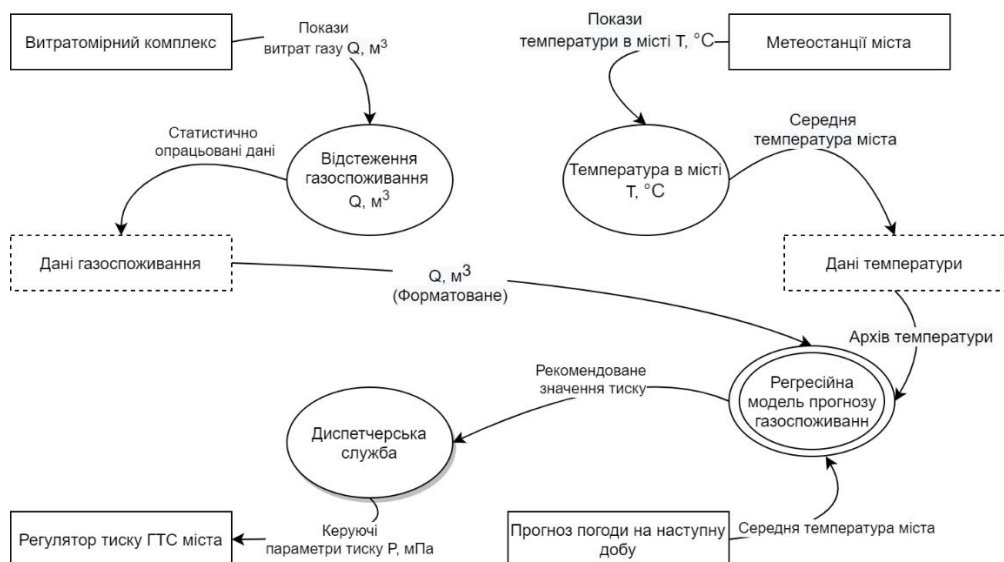 Витратомірний комплекс
Покази
витрат газу Q, м³
Покази
температури в місті T, °C
Метеостанції міста
Статистично
опрацьовані дані
Відстеження
газоспоживання
Q, м³
Температура в місті
T, °C
Середня
температура міста
Дані газоспоживання
Q, м³
(Форматоване)
Дані температури
Архів температури
Рекомендоване
значення тиску
Регресійна
модель прогнозу
газоспоживанн
Диспетчерська
служба
Регулятор тиску ГТС міста
Керуючі
параметри тиску P, мПа
Прогноз погоди на наступну
добу
Середня температура міста